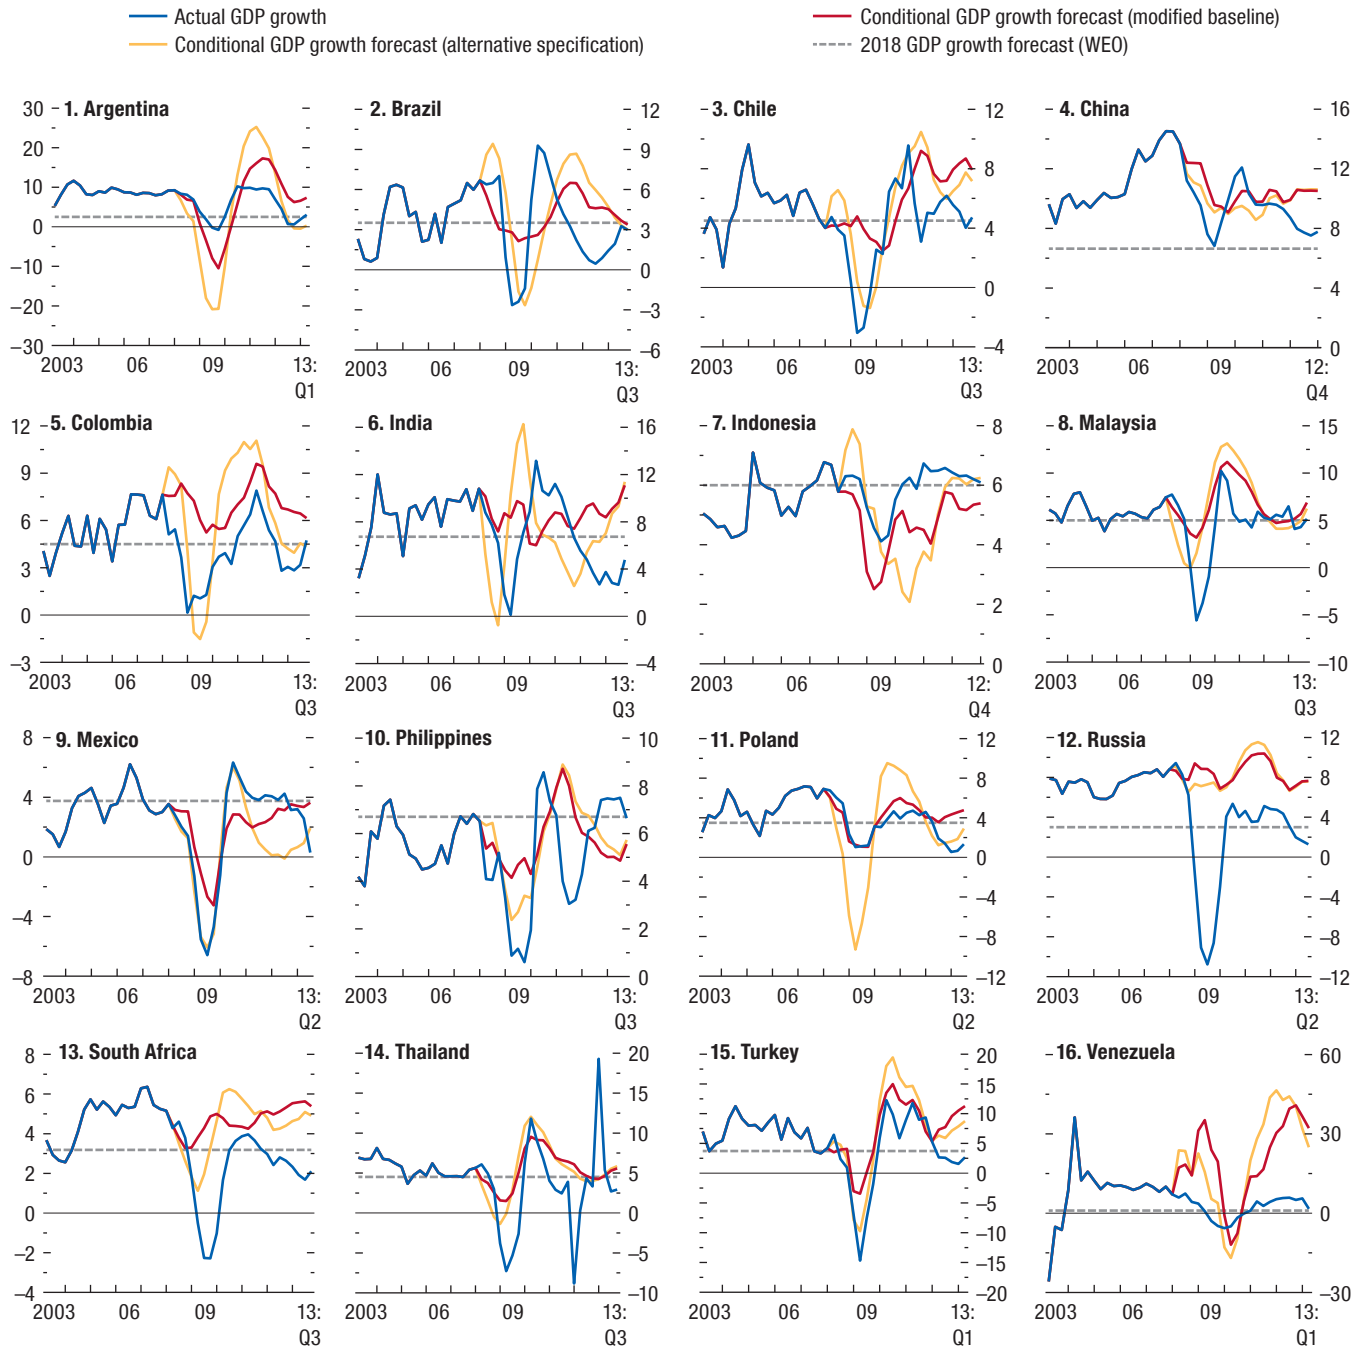 Actual GDP growth
Conditional GDP growth forecast (modified baseline)
Conditional GDP growth forecast (alternative specification)
2018 GDP growth forecast (WEO)
1. Argentina
30
20
10
0
–10
–20
–30
2003 06 09 13:
Q1
2. Brazil
12
9
6
3
0
–3
–6
2003 06 09 13:
Q3
3. Chile
12
8
4
0
–4
2003 06 09 13:
Q3
4. China
16
12
8
4
0
2003 06 09 12:
Q4
5. Colombia
12
9
6
3
0
–3
2003 06 09 13:
Q3
6. India
16
12
8
4
0
–4
2003 06 09 13:
Q3
7. Indonesia
8
6
4
2
0
2003 06 09 12:
Q4
8. Malaysia
15
10
5
0
–5
–10
2003 06 09 13:
Q3
9. Mexico
8
4
0
–4
–8
2003 06 09 13:
Q2
10. Philippines
10
8
6
4
2
0
2003 06 09 13:
Q3
11. Poland
12
8
4
0
–4
–8
–12
2003 06 09 13:
Q2
12. Russia
12
8
4
0
–4
–8
–12
2003 06 09 13:
Q2
13. South Africa
8
6
4
2
0
–2
–4
2003 06 09 13:
Q3
14. Thailand
20
15
10
5
0
–5
–10
2003 06 09 13:
Q3
15. Turkey
20
15
10
5
0
–5
–10
–15
–20
2003 06 09 13:
Q1
16. Venezuela
60
30
0
–30
2003 06 09 13:
Q1